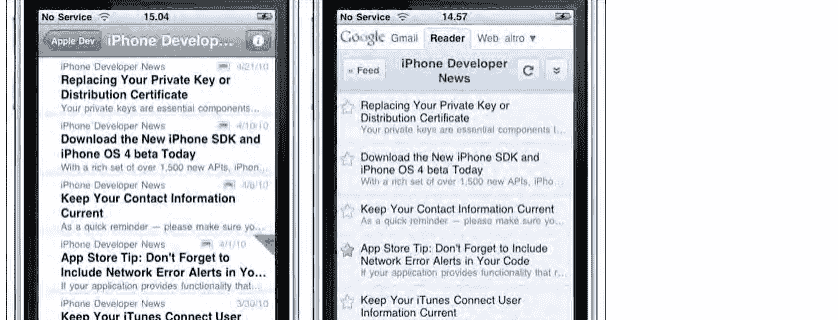 No Service 15.04
Apple Dev iPhone Develop...
iPhone Developer News 4/21/10
Replacing Your Private Key or
Distribution Certificate
Your private keys are essential components...
iPhone Developer News 4/10/10
Download the New iPhone SDK and
iPhone OS 4 beta Today
With a rich set of over 1,500 new APIs, iPhon...
iPhone Developer News 4/8/10
Keep Your Contact Information
Current
As a quick reminder — please make sure yo...
iPhone Developer News 4/1/10
App Store Tip: Don't Forget to
Include Network Error Alerts in Yo...
If your application provides functionality that...
iPhone Developer News 3/30/10
Keep Your iTunes Connect User
No Service 14.57
Google Gmail Reader Web altro ▼
« Feed
iPhone Developer
News
Replacing Your Private Key or
Distribution Certificate
Your private keys are essential components I...
Download the New iPhone SDK and
iPhone OS 4 beta Today
With a rich set of over 1,500 new APIs, iPho...
Keep Your Contact Information Current
As a quick reminder — please make sure yo...
App Store Tip: Don't Forget to Include
Network Error Alerts in Your Code
If your application provides functionality that r...
Keep Your iTunes Connect User
Information Current